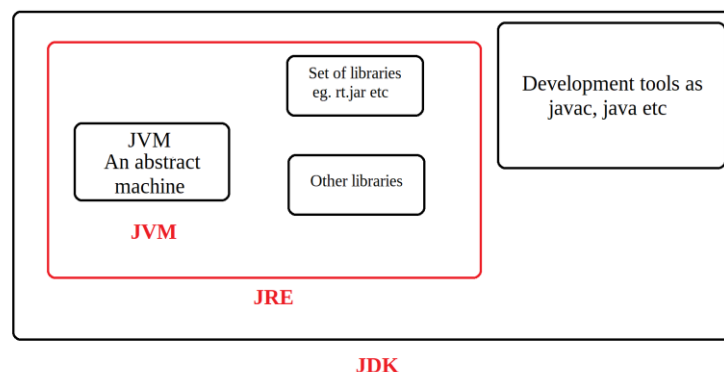 Set of libraries
eg. rt.jar etc
Development tools as
javac, java etc
JVM
An abstract
machine
Other libraries
JVM
JRE
JDK